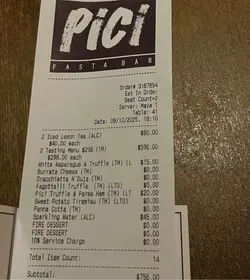 Pici
PASTA BAR
Order# 3187694
Eat In Order
Seat Count=2
Server: Maya T
Table: 41
Date: 08/10/2025, 18:10
2 Iced Lemon Tea (ALC) $80.00
$40.00 each
2 Tasting Menu $298 (TM) $596.00
$298.00 each
White Asparagus & Truffle (TM) (L $15.00
Burrata Cheese (TM) $0.00
Orecchiette N'Duja (TM) $0.00
Fagottelli Truffle (TM) (LTO) $0.00
Pici Truffle & Parma Ham (TM) (LT $20.00
Sweet Potato Tiramisu (TM) (LTO) $0.00
Panna Cotta (TM) $0.00
Sparkling Water (ALC) $45.00
FIRE DESSERT $0.00
FIRE DESSERT $0.00
10% Service Charge $0.00
Total Item Count: 14
Subtotal: $756.00